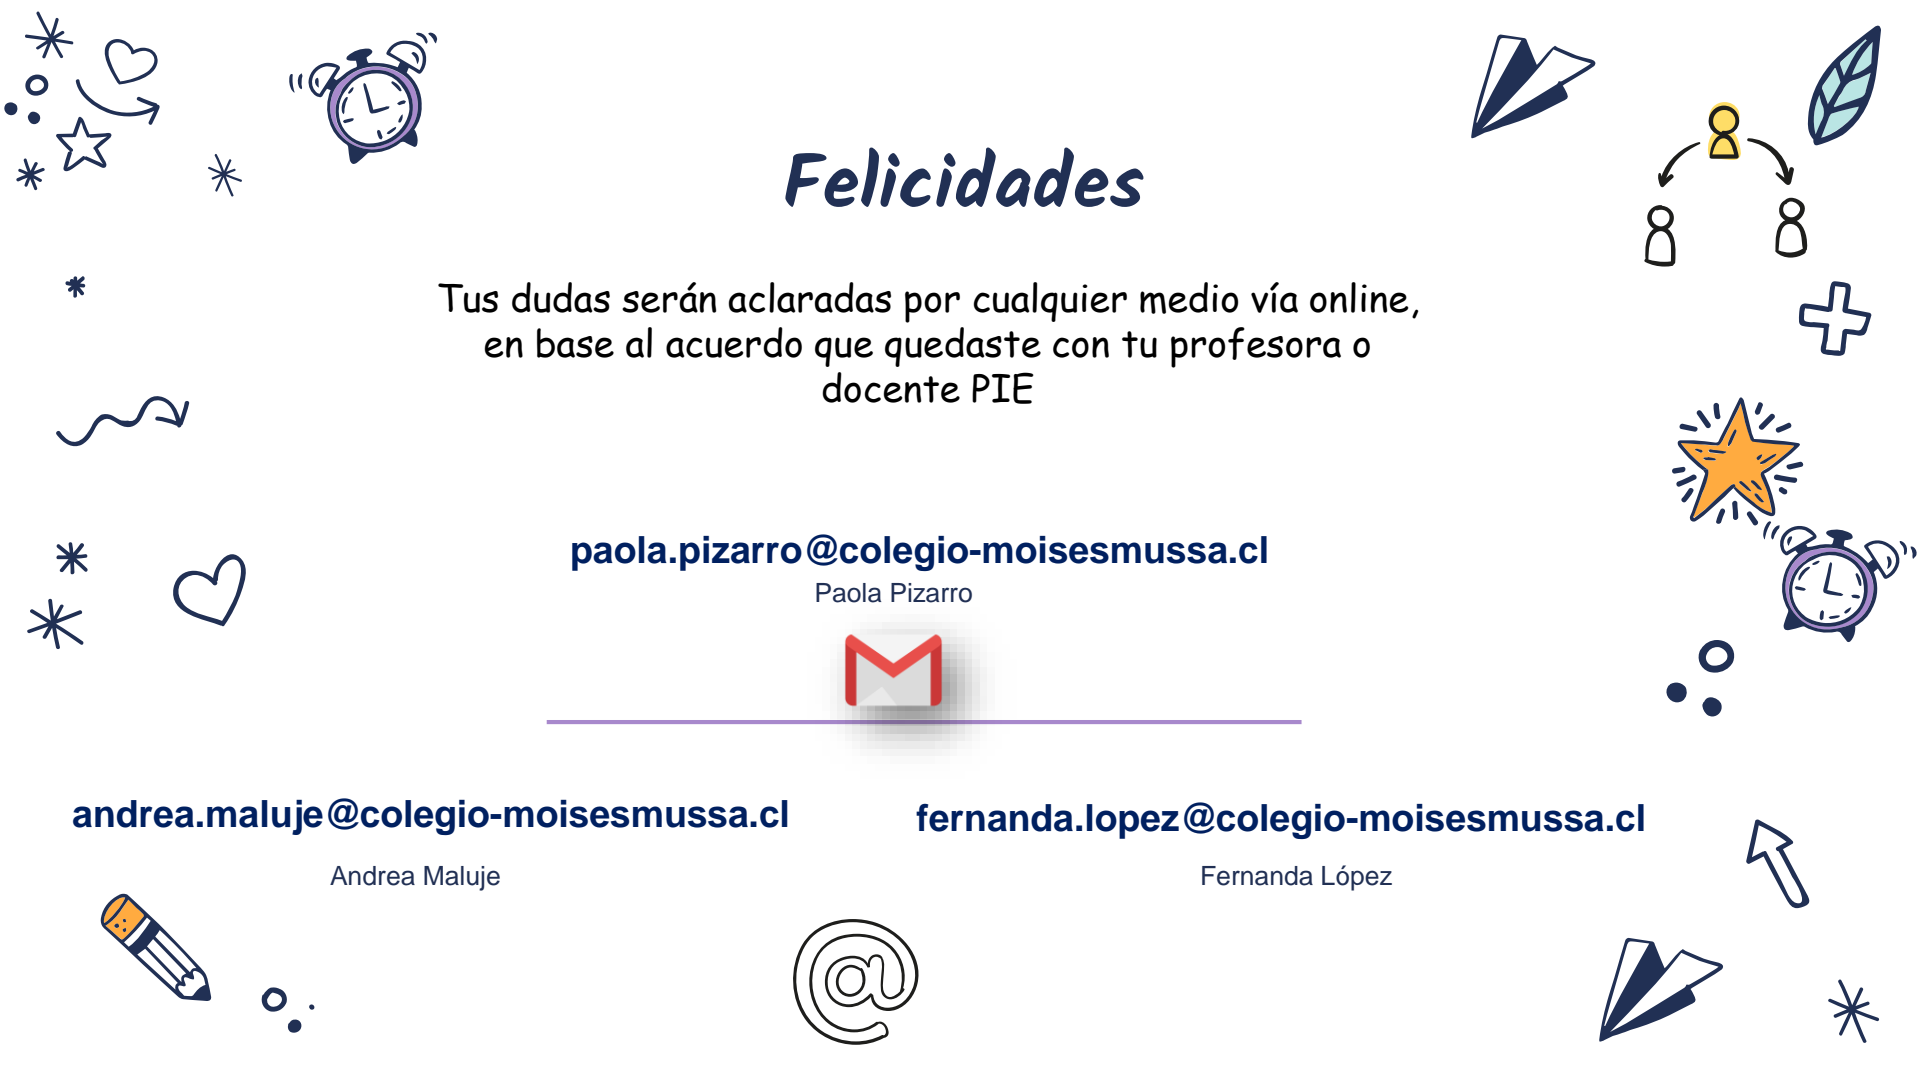 Felicidades
Tus dudas serán aclaradas por cualquier medio vía online,
en base al acuerdo que quedaste con tu profesora o
docente PIE
paola.pizarro@colegio-moisesmussa.cl
Paola Pizarro
andrea.maluje@colegio-moisesmussa.cl
Andrea Maluje
fernanda.lopez@colegio-moisesmussa.cl
Fernanda López